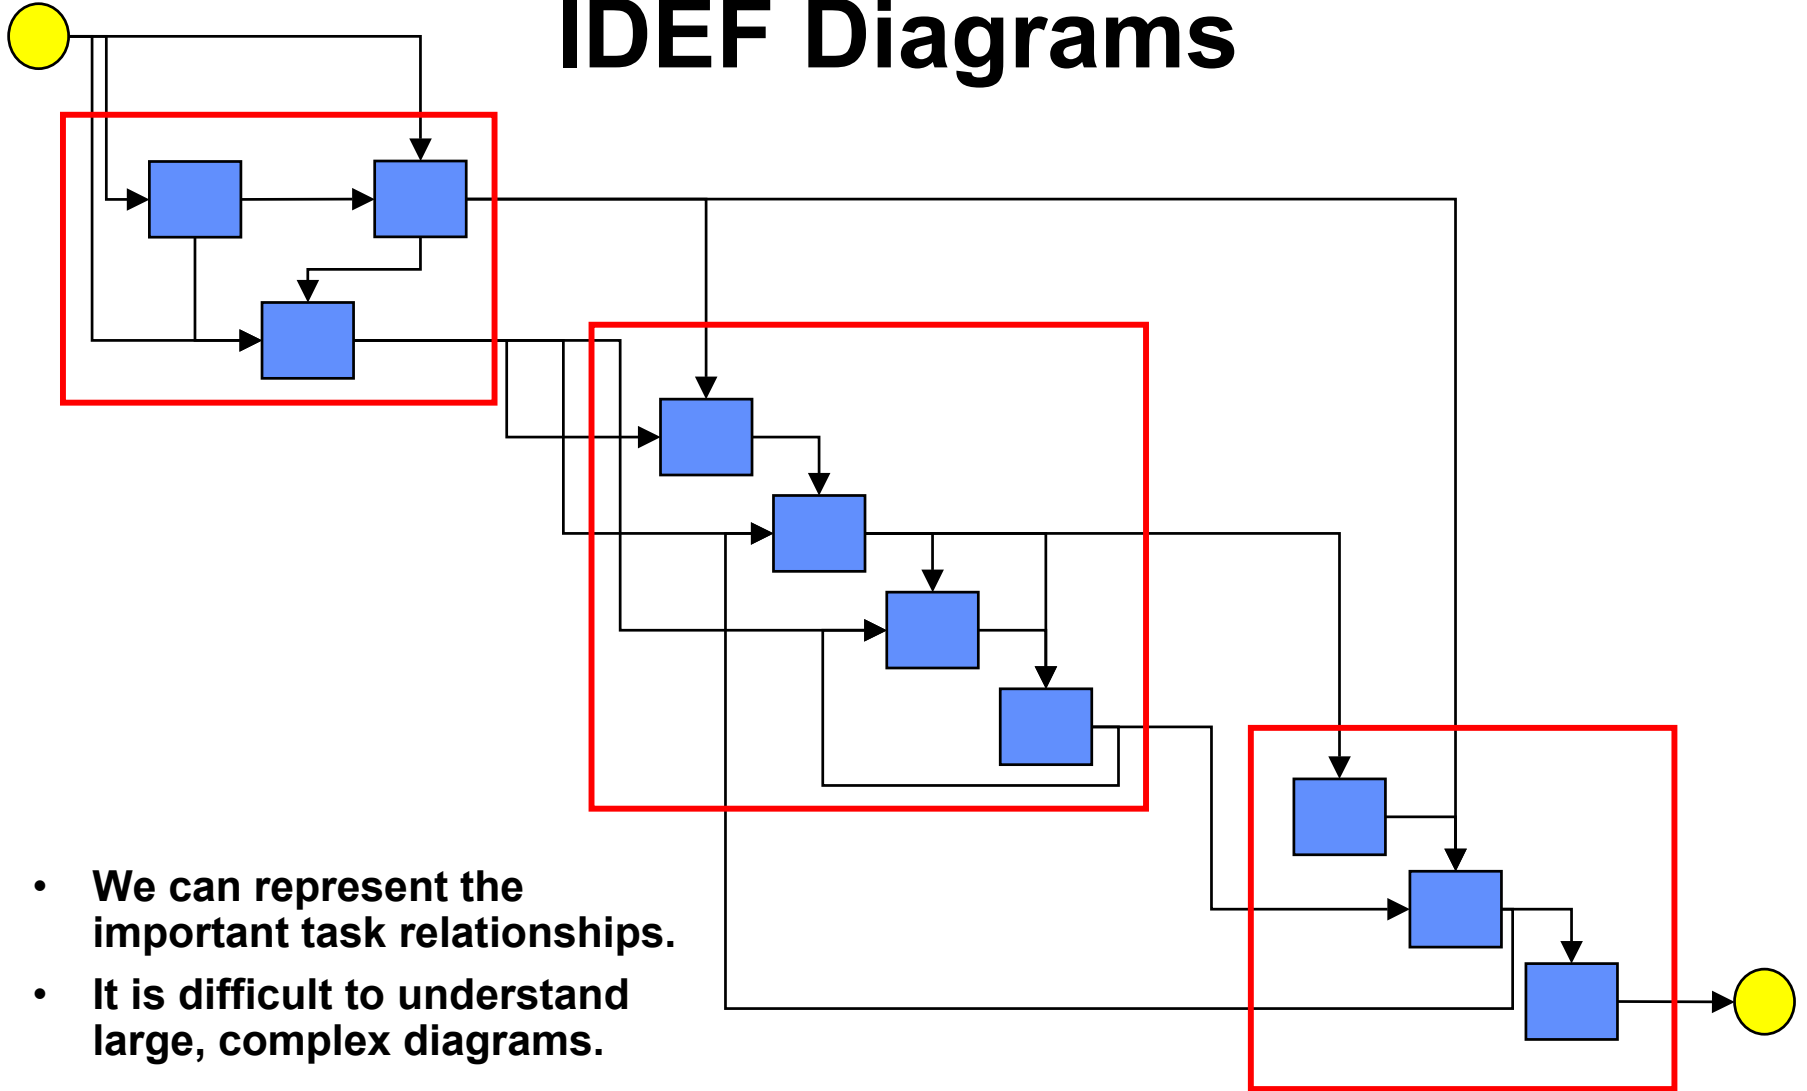 IDEF Diagrams
• We can represent the
important task relationships.
• It is difficult to understand
large, complex diagrams.